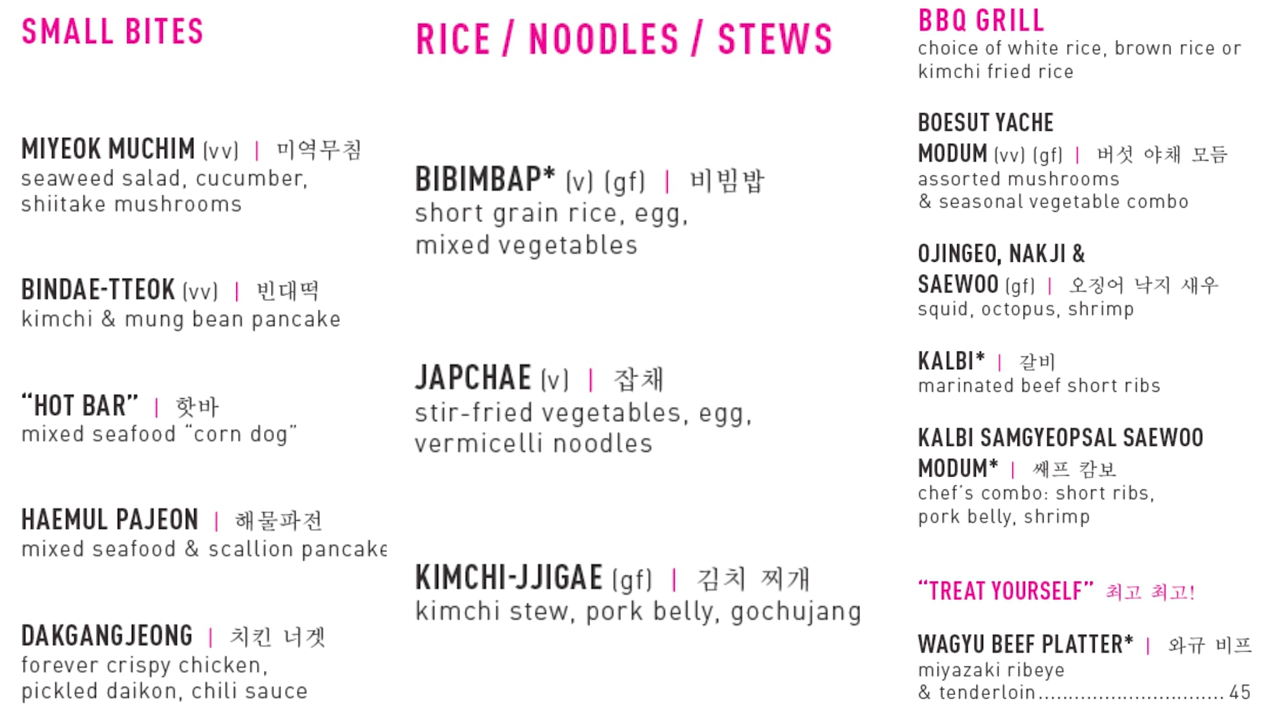 SMALL BITES
MIYEOK MUCHIM (vv) | 미역무침
seaweed salad, cucumber,
shiitake mushrooms
BINDAE-TTEOK (vv) | 빈대떡
kimchi & mung bean pancake
“HOT BAR” | 핫바
mixed seafood “corn dog”
HAEMUL PAJEON | 해물파전
mixed seafood & scallion pancake
DAKGANGJEONG | 치킨 너겟
forever crispy chicken,
pickled daikon, chili sauce
RICE / NOODLES / STEWS
BIBIMBAP* (v) (gf) | 비빔밥
short grain rice, egg,
mixed vegetables
JAPCHAE (v) | 잡채
stir-fried vegetables, egg,
vermicelli noodles
KIMCHI-JJIGAE (gf) | 김치 찌개
kimchi stew, pork belly, gochujang
BBQ GRILL
choice of white rice, brown rice or
kimchi fried rice
BOESUT YACHE
MODUM (vv) (gf) | 버섯 야채 모듬
assorted mushrooms
& seasonal vegetable combo
OJINGEO, NAKJI &
SAEWOO (gf) | 오징어 낙지 새우
squid, octopus, shrimp
KALBI* | 갈비
marinated beef short ribs
KALBI SAMGYEOPSAL SAEWOO
MODUM* | 쌔프 캄보
chef's combo: short ribs,
pork belly, shrimp
“TREAT YOURSELF” 최고 최고!
WAGYU BEEF PLATTER* | 와규 비프
miyazaki ribeye
& tenderloin............................... 45